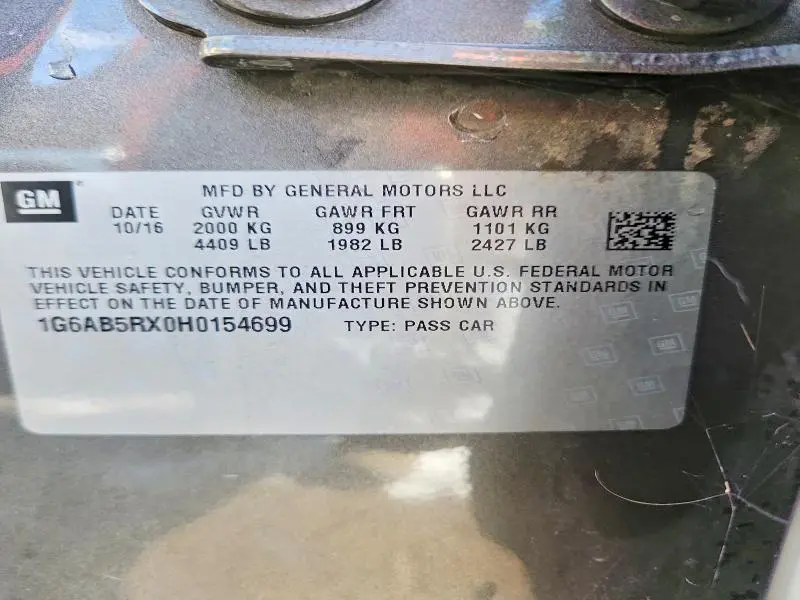 GM
MFD BY GENERAL MOTORS LLC
DATE GVWR GAWR FRT GAWR RR
10/16 2000 KG 899 KG 1101 KG
4409 LB 1982 LB 2427 LB
THIS VEHICLE CONFORMS TO ALL APPLICABLE U.S. FEDERAL MOTOR
VEHICLE SAFETY, BUMPER, AND THEFT PREVENTION STANDARDS IN
EFFECT ON THE DATE OF MANUFACTURE SHOWN ABOVE.
1G6AB5RX0H0154699 TYPE: PASS CAR